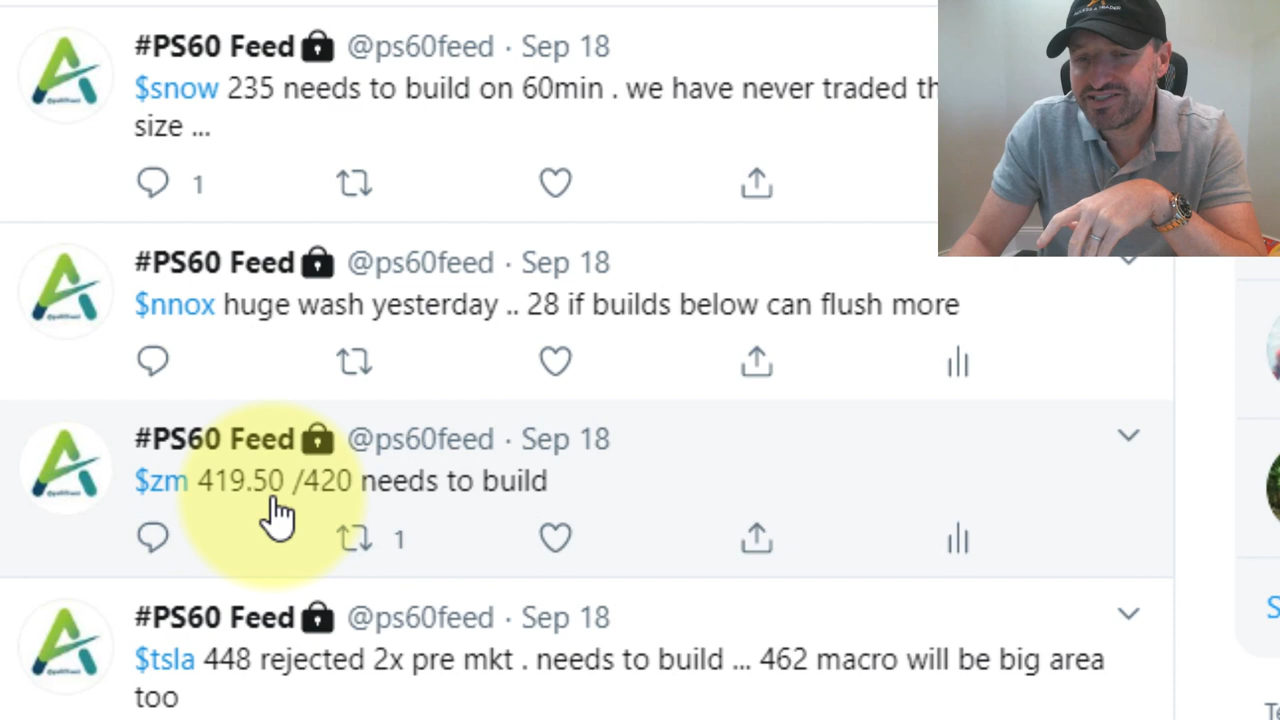 #PS60 Feed @ps60feed · Sep 18
$snow 235 needs to build on 60min . we have never traded th
size ...
1
#PS60 Feed @ps60feed · Sep 18
$nnox huge wash yesterday .. 28 if builds below can flush more
#PS60 Feed @ps60feed · Sep 18
$zm 419.50 /420 needs to build
1
#PS60 Feed @ps60feed · Sep 18
$tsla 448 rejected 2x pre mkt . needs to build ... 462 macro will be big area
too